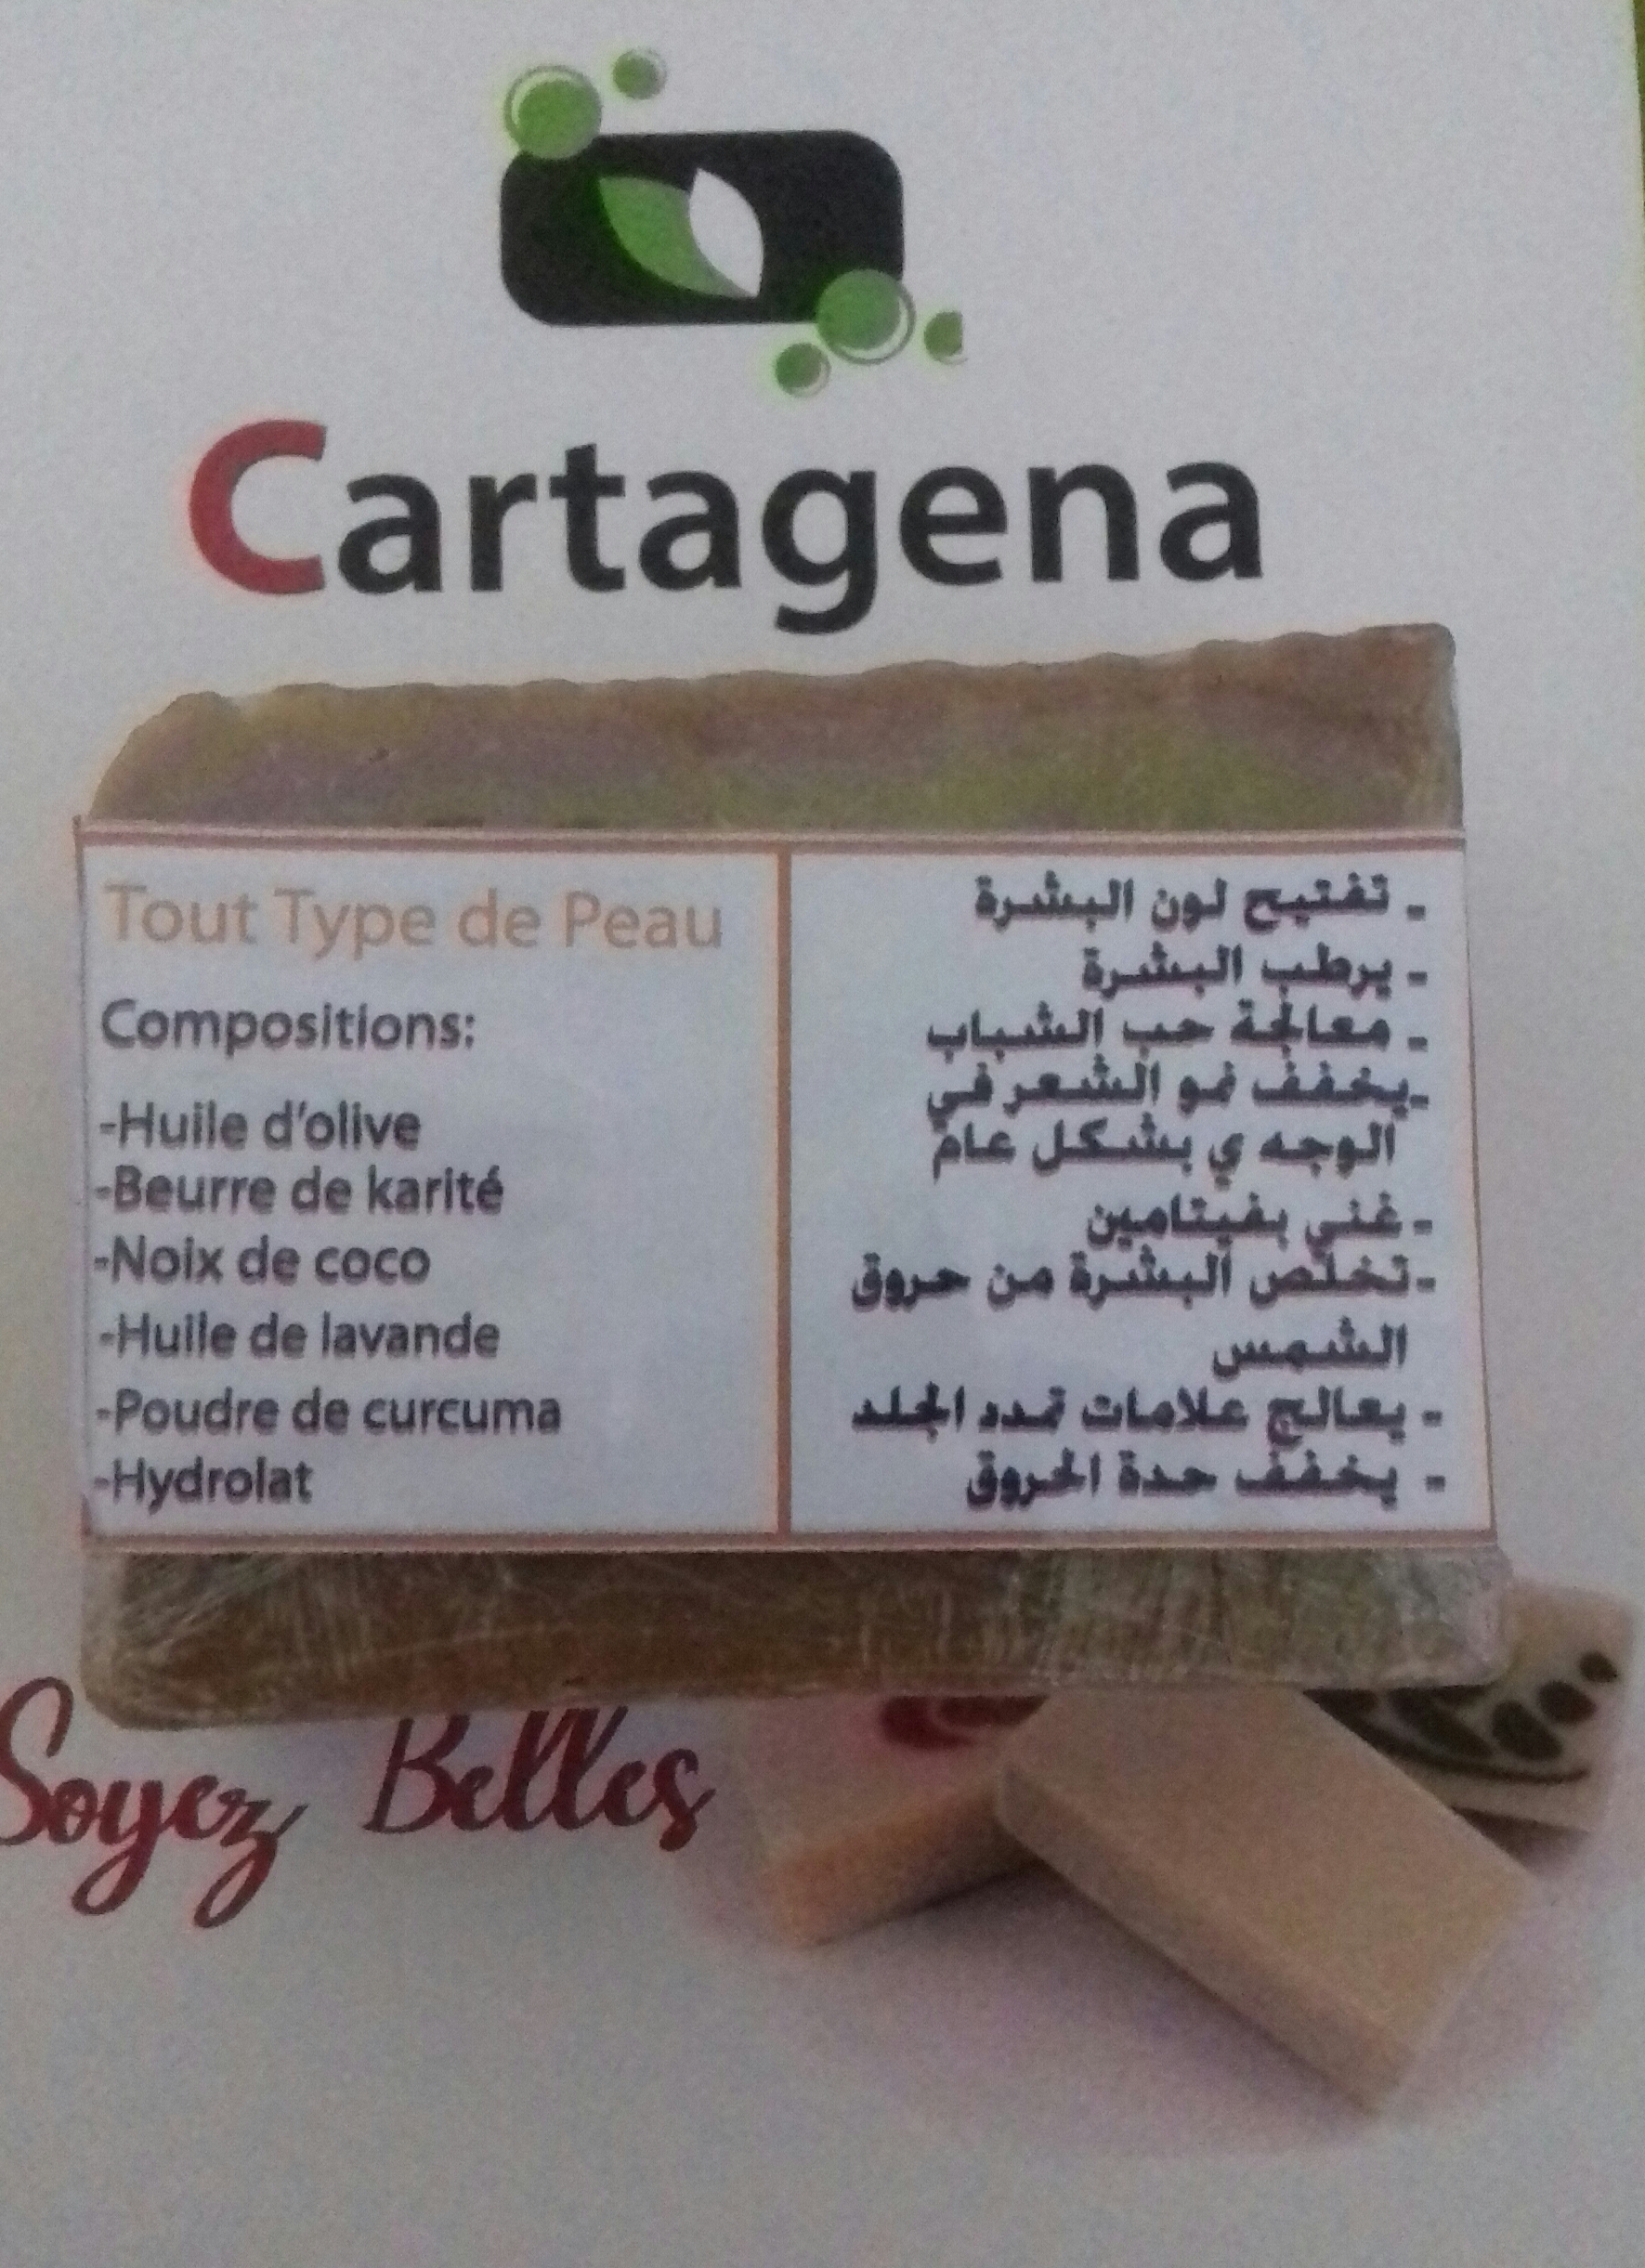 Cartagena
Tout Type de Peau
Compositions:
-Huile d'olive
-Beurre de karité
-Noix de coco
-Huile de lavande
-Poudre de curcuma
-Hydrolat
- تفتيح لون البشرة
- يرطب البشرة
- معالجة حب الشباب
-يخفف نمو الشعر في
الوجه ي بشكل عام
- غني بفيتامين
-تخلص البشرة من حروق
الشمس
- يعالج علامات تمدد الجلد
- يخفف حدة الحروق
Soyez Belles